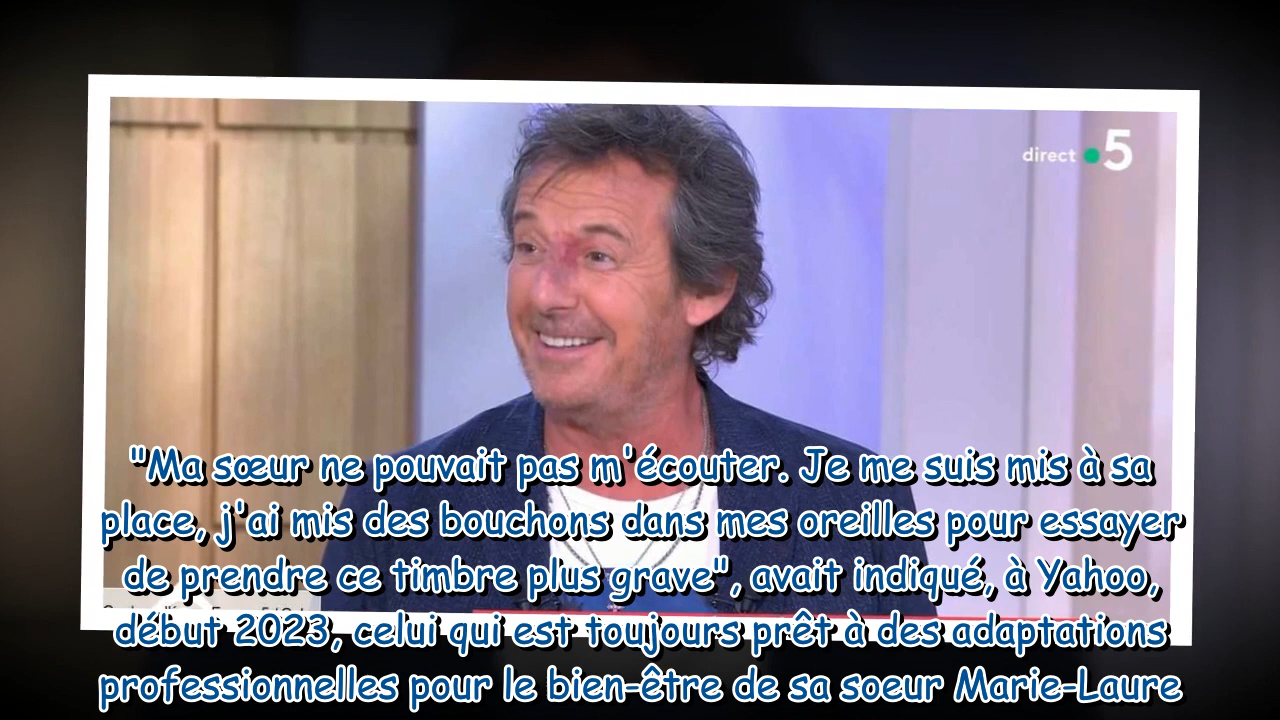 direct 5
"Ma sœur ne pouvait pas m'écouter. Je me suis mis à sa
place, j'ai mis des bouchons dans mes oreilles pour essayer
de prendre ce timbre plus grave", avait indiqué, à Yahoo,
début 2023, celui qui est toujours prêt à des adaptations
professionnelles pour le bien-être de sa soeur Marie-Laure